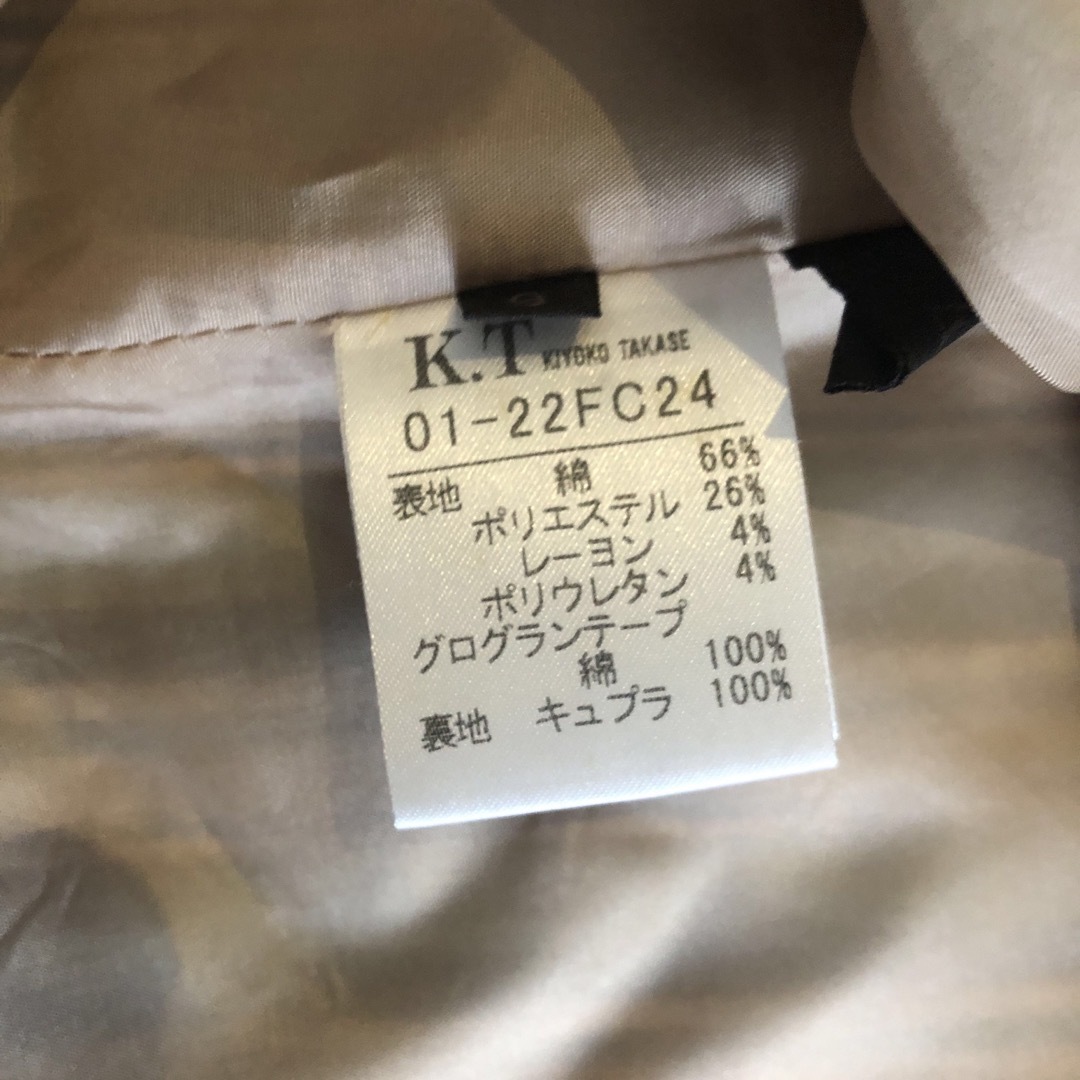 K.T KIYOKO TAKASE
01-22FC24
表地 綿 66%
ポリエステル 26%
レーヨン 4%
ポリウレタン 4%
グログランテープ
綿 100%
裏地 キュプラ 100%